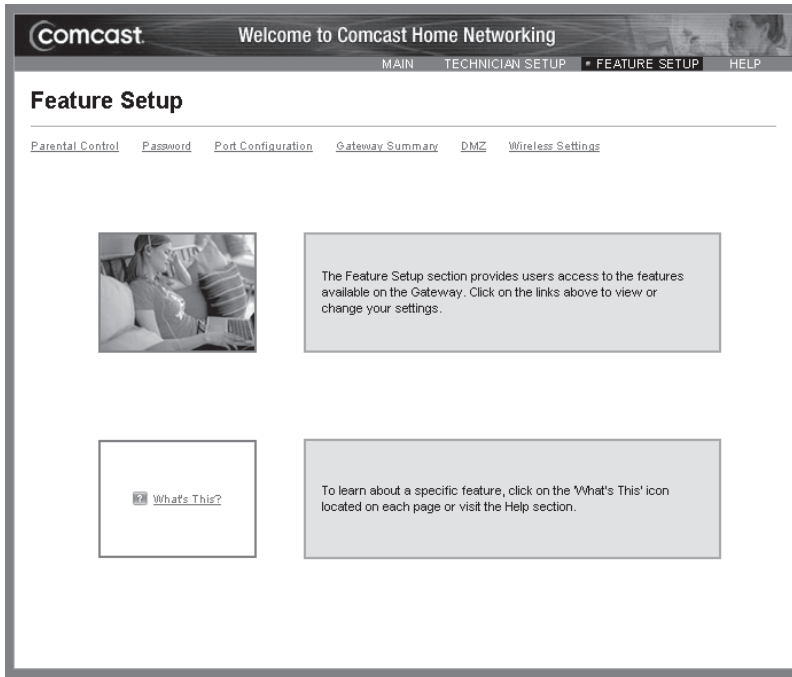 Comcast.
Welcome to Comcast Home Networking
MAIN TECHNICIAN SETUP FEATURE SETUP HELP
Feature Setup
Parental Control Password Port Configuration Gateway Summary DMZ Wireless Settings
The Feature Setup section provides users access to the features
available on the Gateway. Click on the links above to view or
change your settings.
? What's This?
To learn about a specific feature, click on the 'What's This' icon
located on each page or visit the Help section.